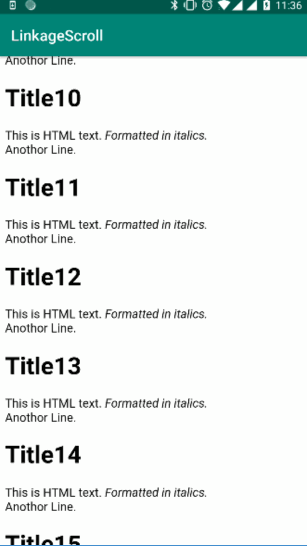 11:36
LinkageScroll
Anothor Line.
Title10
This is HTML text. Formatted in italics.
Anothor Line.
Title11
This is HTML text. Formatted in italics.
Anothor Line.
Title12
This is HTML text. Formatted in italics.
Anothor Line.
Title13
This is HTML text. Formatted in italics.
Anothor Line.
Title14
This is HTML text. Formatted in italics.
Anothor Line.
Title15